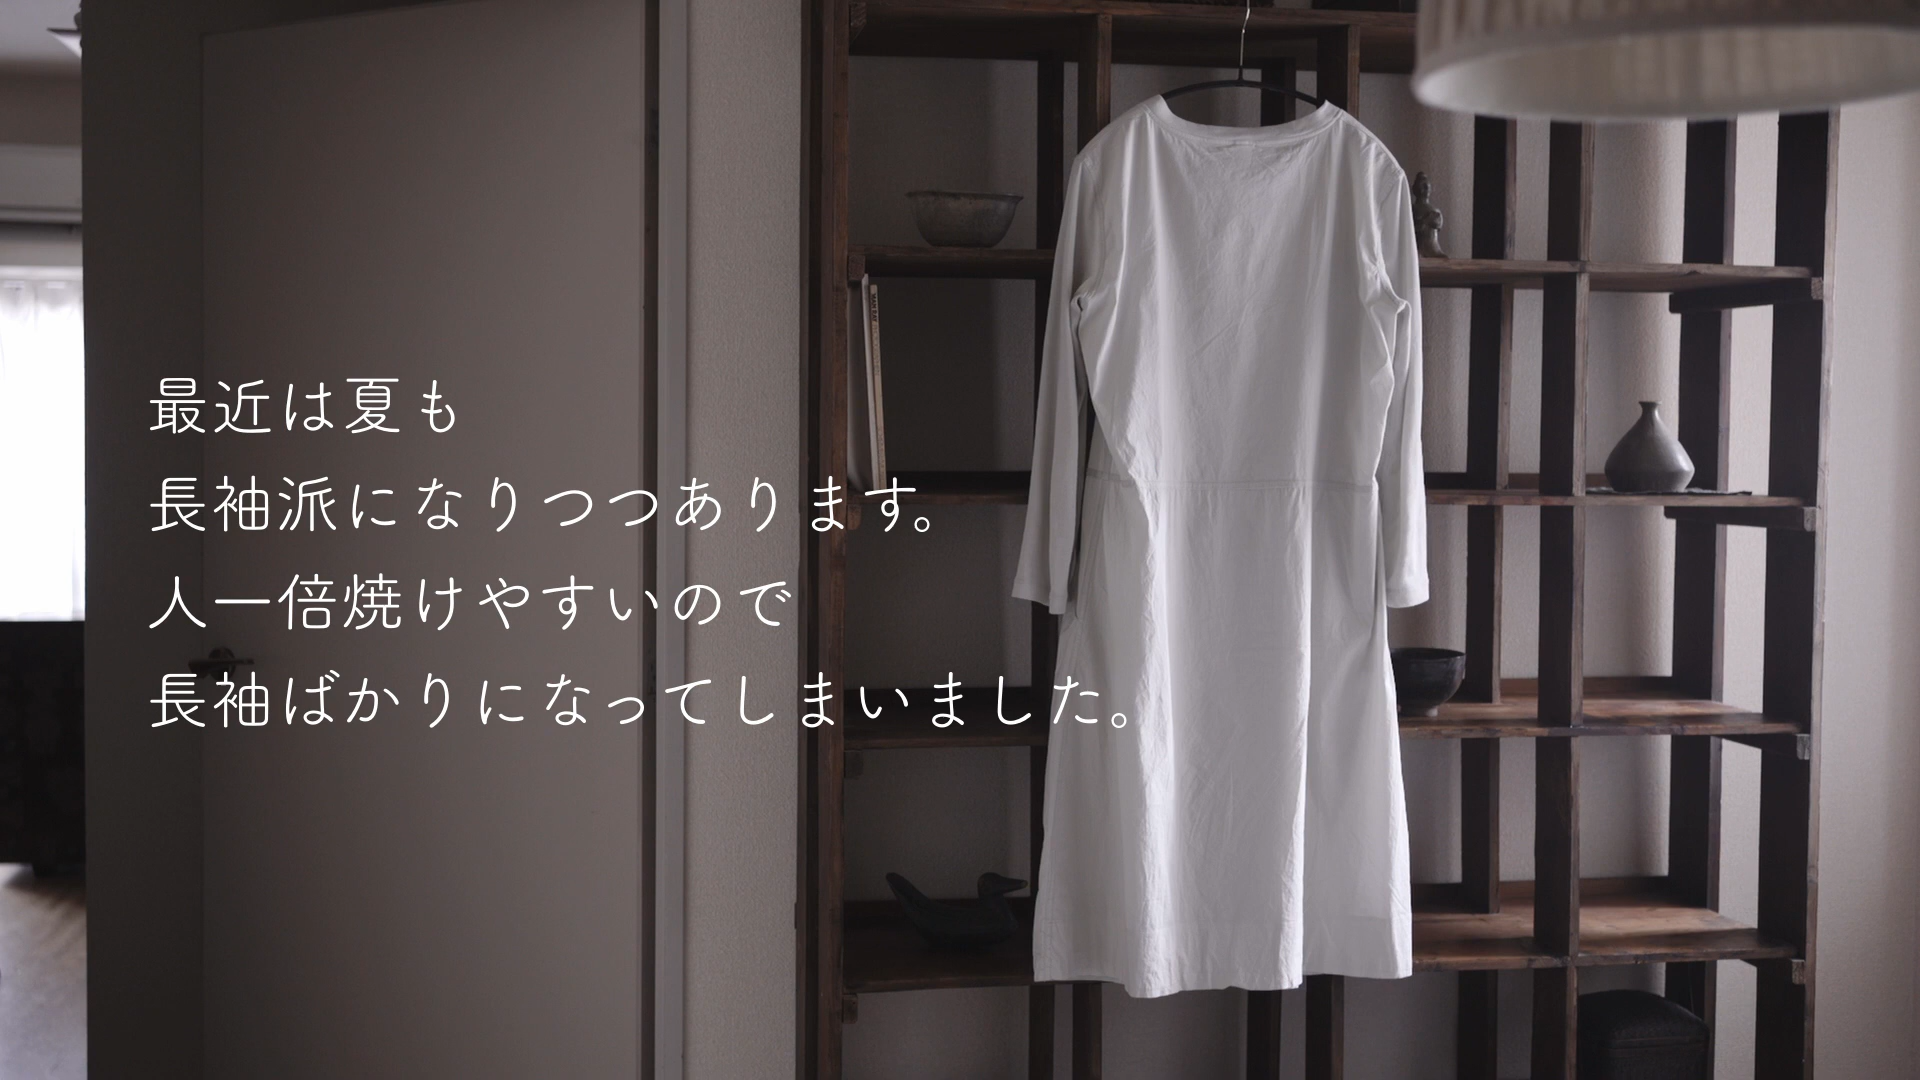 最近は夏も
長袖派になりつつあります。
人一倍焼けやすいので
長袖ばかりになってしまいました。